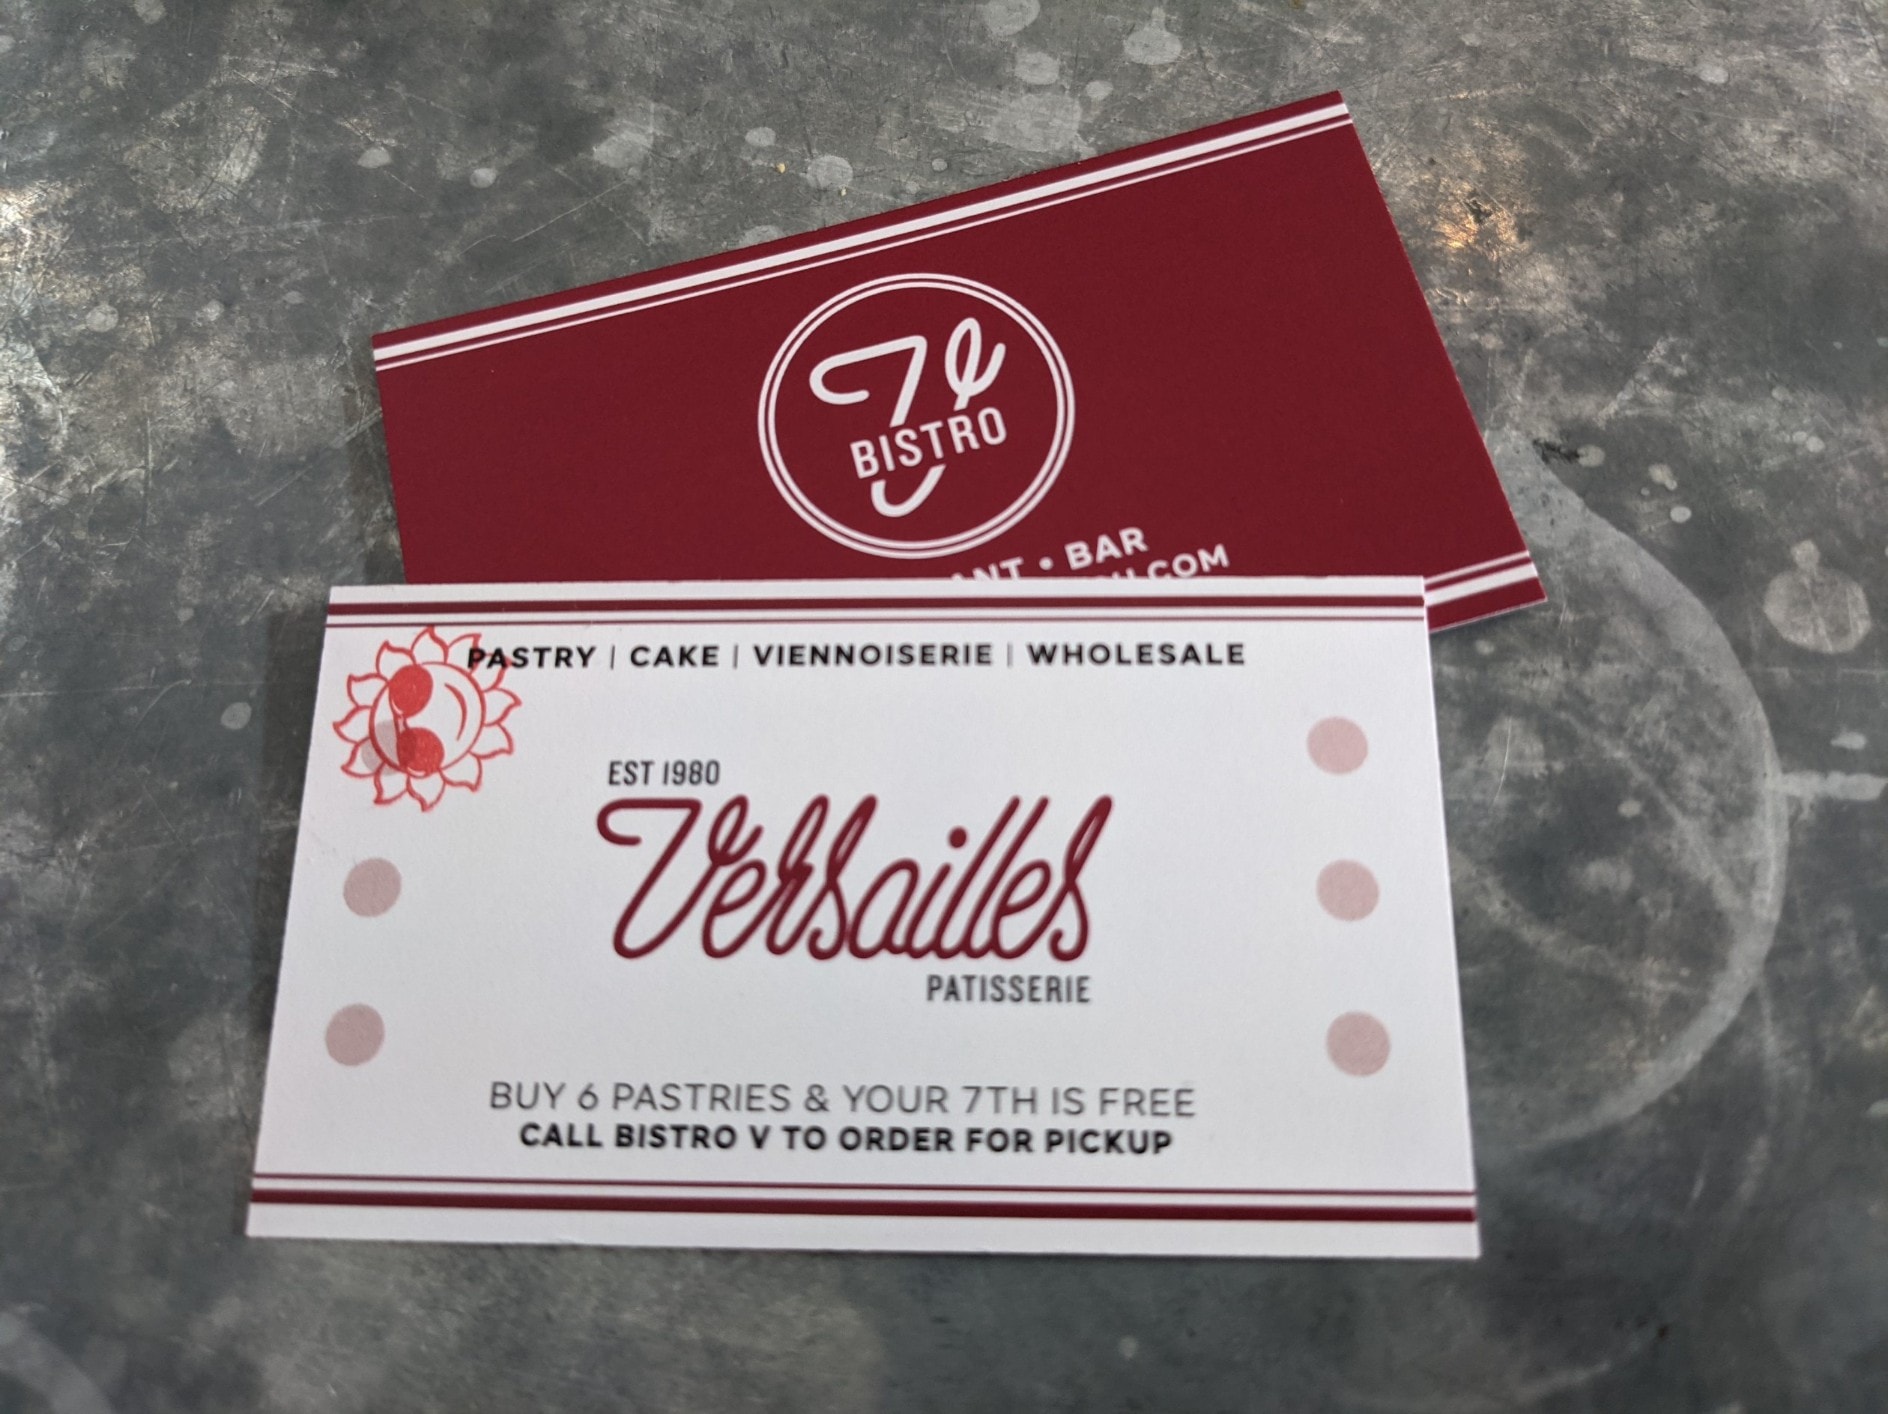 BISTRO
• BAR
.COM
PASTRY | CAKE | VIENNOISERIE | WHOLESALE
EST 1980
Versailles
PATISSERIE
BUY 6 PASTRIES & YOUR 7TH IS FREE
CALL BISTRO V TO ORDER FOR PICKUP